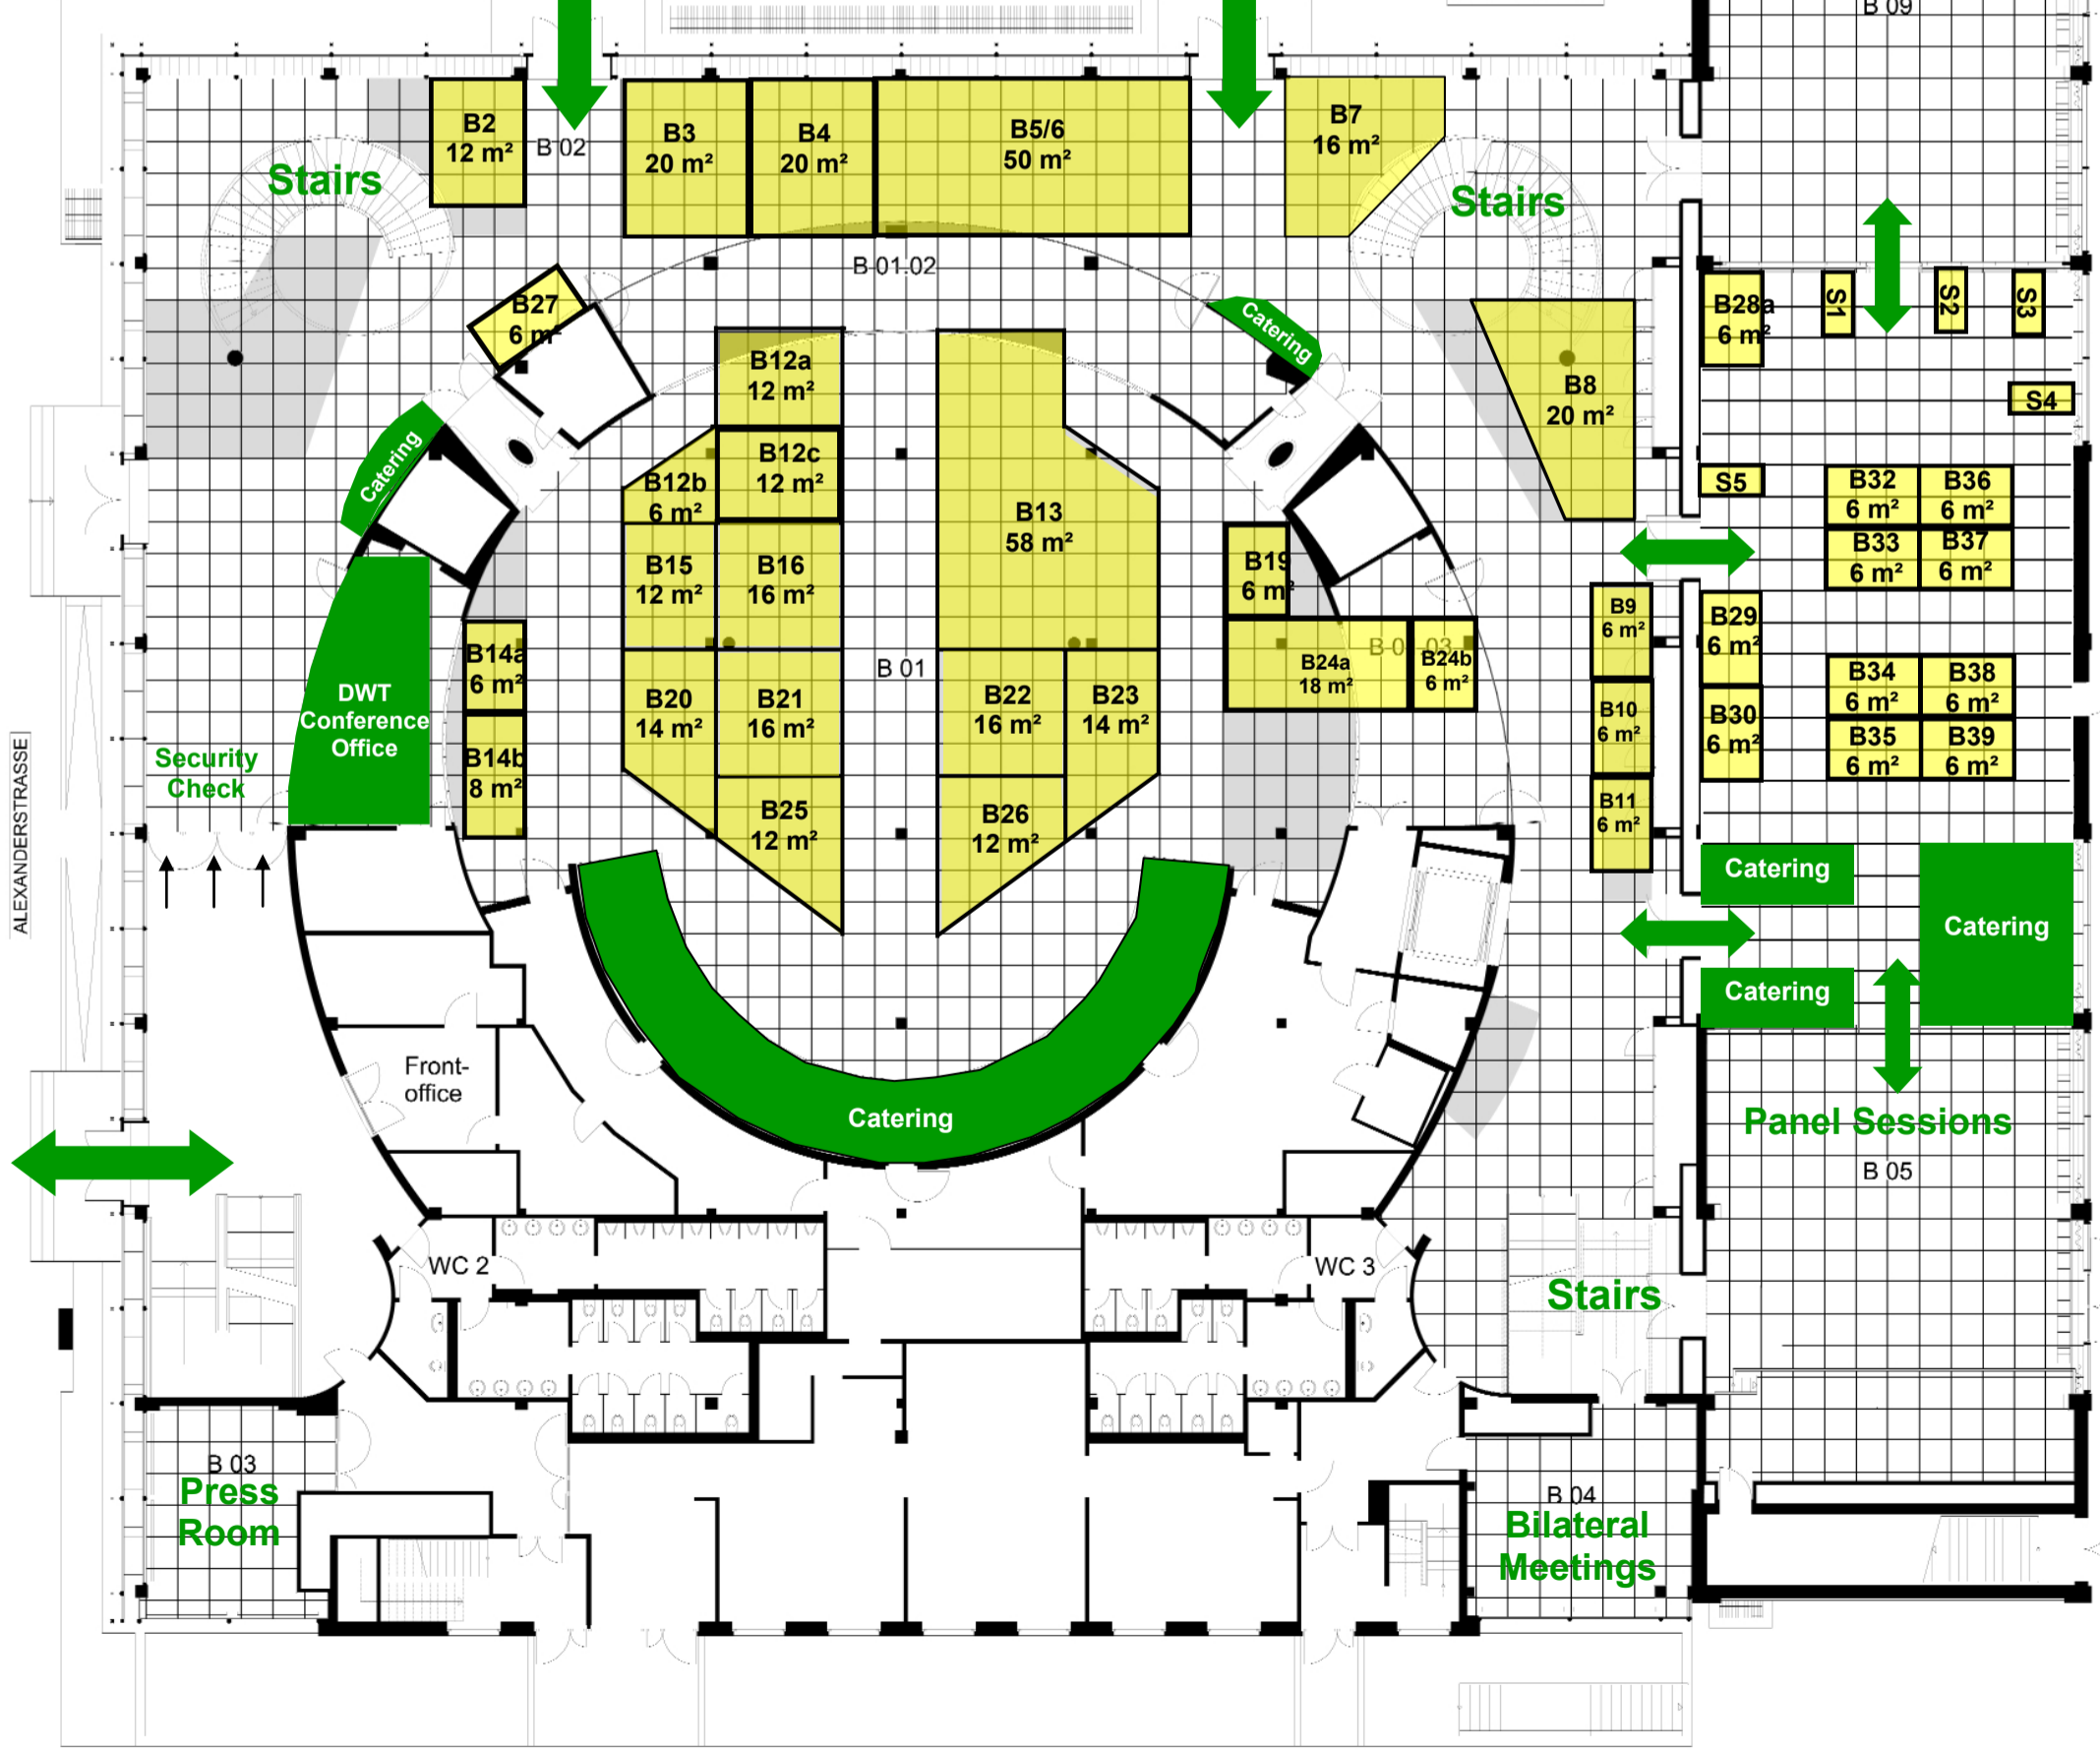 B 09
B2
12 m²
B 02
B3
20 m²
B4
20 m²
B5/6
50 m²
B7
16 m²
Stairs
Stairs
B 01.02
B27
6 m²
Catering
B28a
6 m²
S1
S2
S3
B12a
12 m²
B8
20 m²
S4
Catering
B12c
12 m²
B12b
6 m²
B13
58 m²
S5
B32
6 m²
B36
6 m²
B33
6 m²
B37
6 m²
B15
12 m²
B16
16 m²
B19
6 m²
B9
6 m²
B29
6 m²
B14a
6 m²
B 01
B24a
18 m²
B24b
6 m²
B34
6 m²
B38
6 m²
DWT
Conference
Office
B20
14 m²
B21
16 m²
B22
16 m²
B23
14 m²
B10
6 m²
B30
6 m²
B35
6 m²
B39
6 m²
Security
Check
B14b
8 m²
B25
12 m²
B26
12 m²
B11
6 m²
ALEXANDERSTRASSE
Catering
Catering
Catering
Front-
office
Catering
Panel Sessions
B 05
WC 2
WC 3
Stairs
B 03
Press
Room
B 04
Bilateral
Meetings